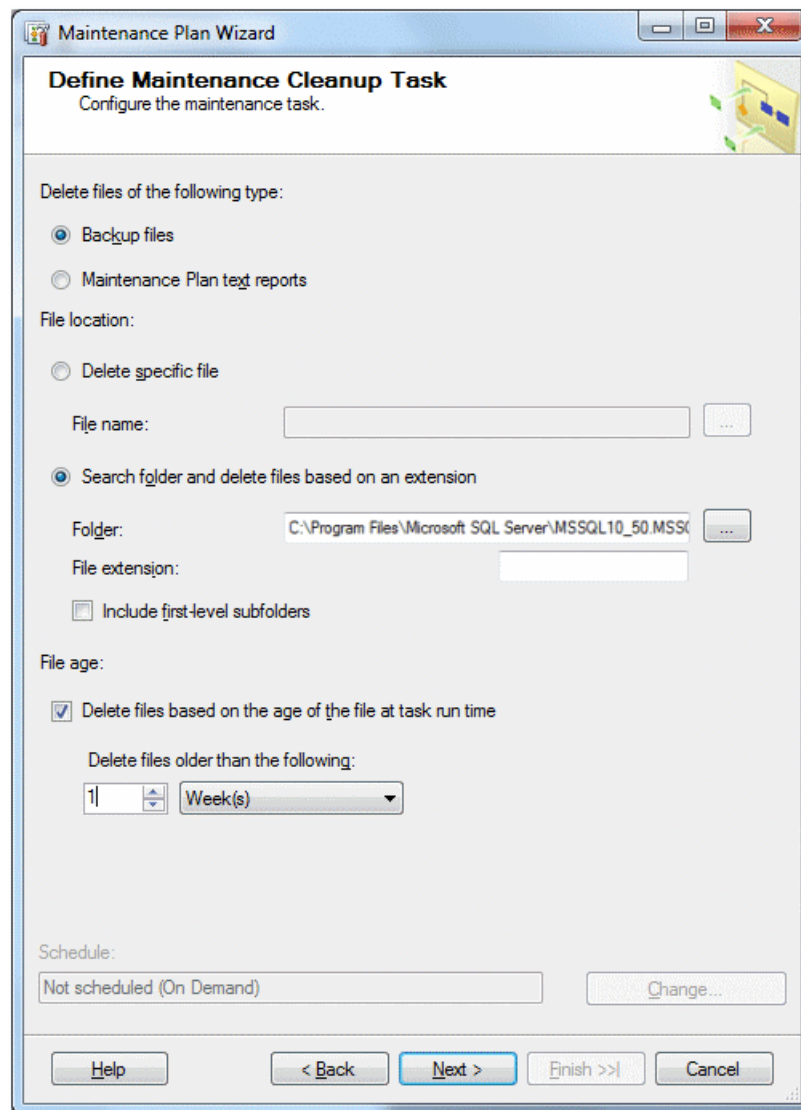 Maintenance Plan Wizard
Define Maintenance Cleanup Task
Configure the maintenance task.
Delete files of the following type:
Backup files
Maintenance Plan text reports
File location:
Delete specific file
File name:
...
Search folder and delete files based on an extension
Folder:
C:\Program Files\Microsoft SQL Server\MSSQL10_50.MSS
...
File extension:
Include first-level subfolders
File age:
Delete files based on the age of the file at task run time
Delete files older than the following:
1 Week(s)
Schedule:
Not scheduled (On Demand) Change...
Help < Back Next > Finish >>| Cancel